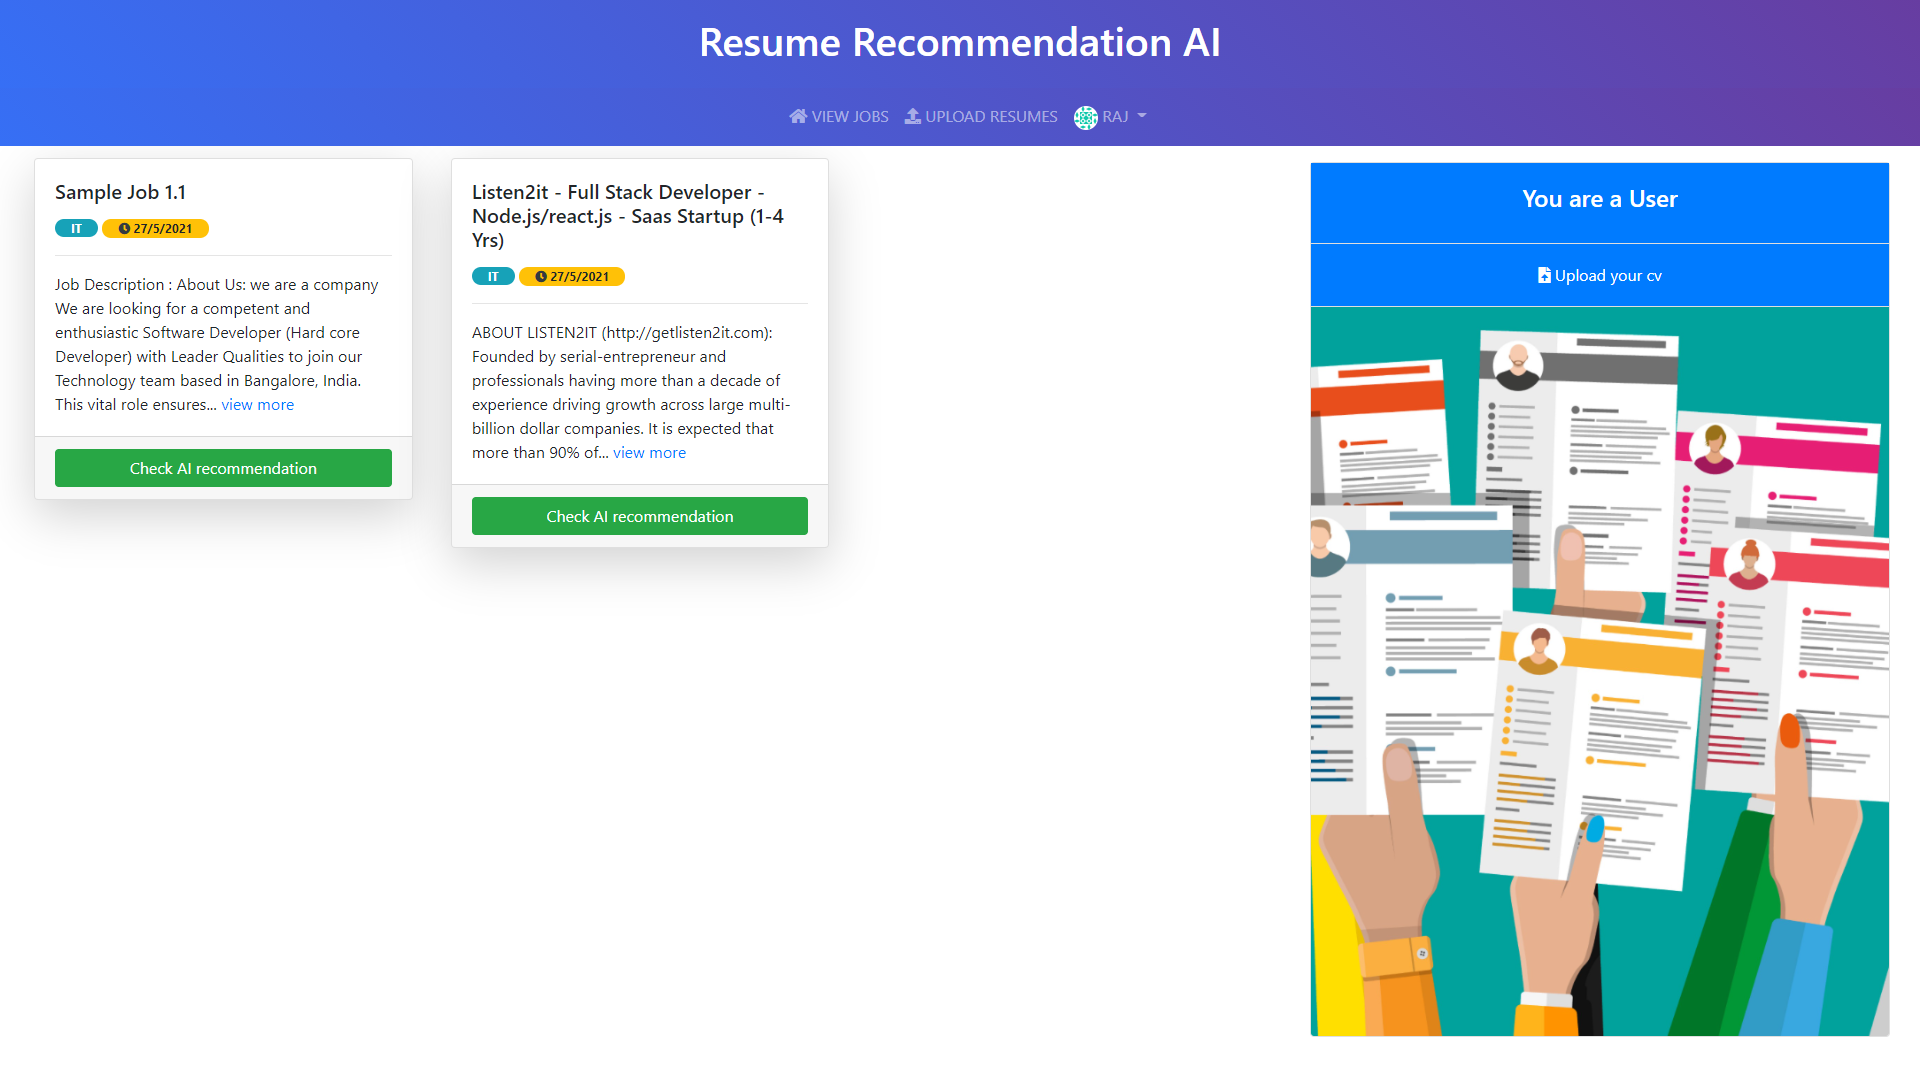 Resume Recommendation AI
VIEW JOBS UPLOAD RESUMES RAJ
Sample Job 1.1
IT 27/5/2021
Job Description : About Us: we are a company
We are looking for a competent and
enthusiastic Software Developer (Hard core
Developer) with Leader Qualities to join our
Technology team based in Bangalore, India.
This vital role ensures... view more
Check AI recommendation
Listen2it - Full Stack Developer -
Node.js/react.js - Saas Startup (1-4
Yrs)
IT 27/5/2021
ABOUT LISTEN2IT (http://getlisten2it.com):
Founded by serial-entrepreneur and
professionals having more than a decade of
experience driving growth across large multi-
billion dollar companies. It is expected that
more than 90% of... view more
Check AI recommendation
You are a User
Upload your cv